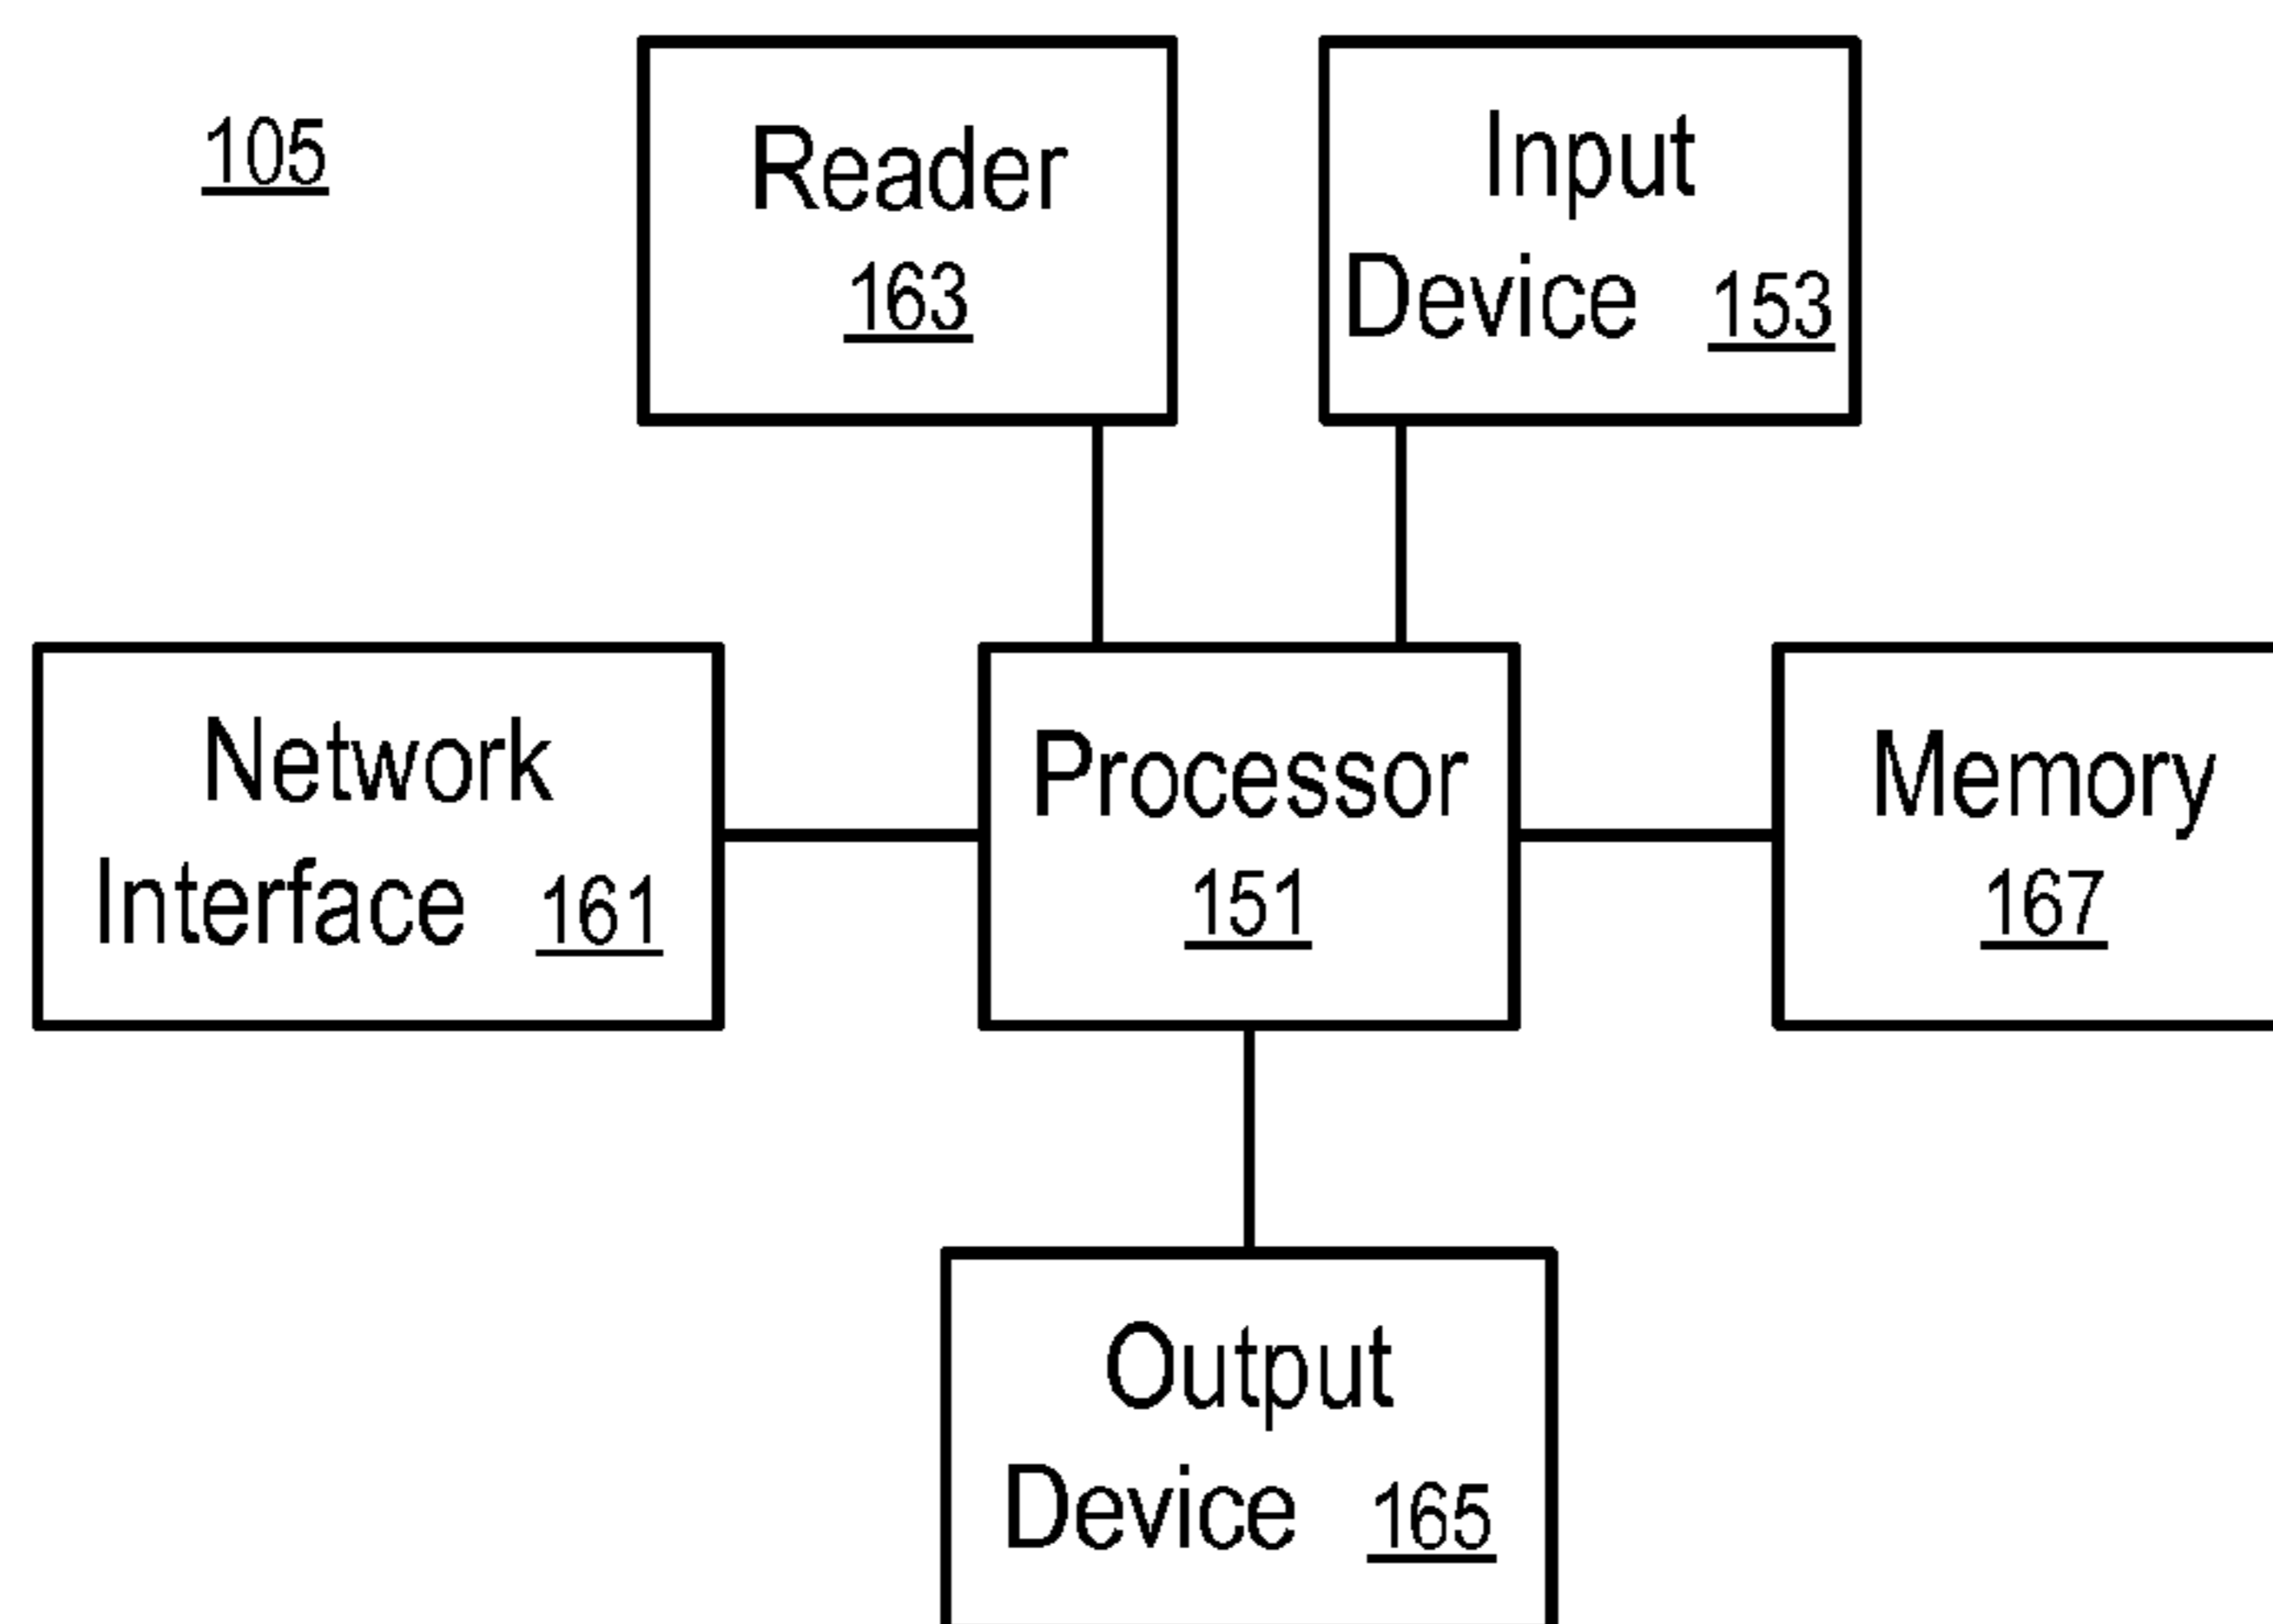 105
Reader
163
Input
Device 153
Network
Interface 161
Processor
151
Memory
167
Output
Device 165